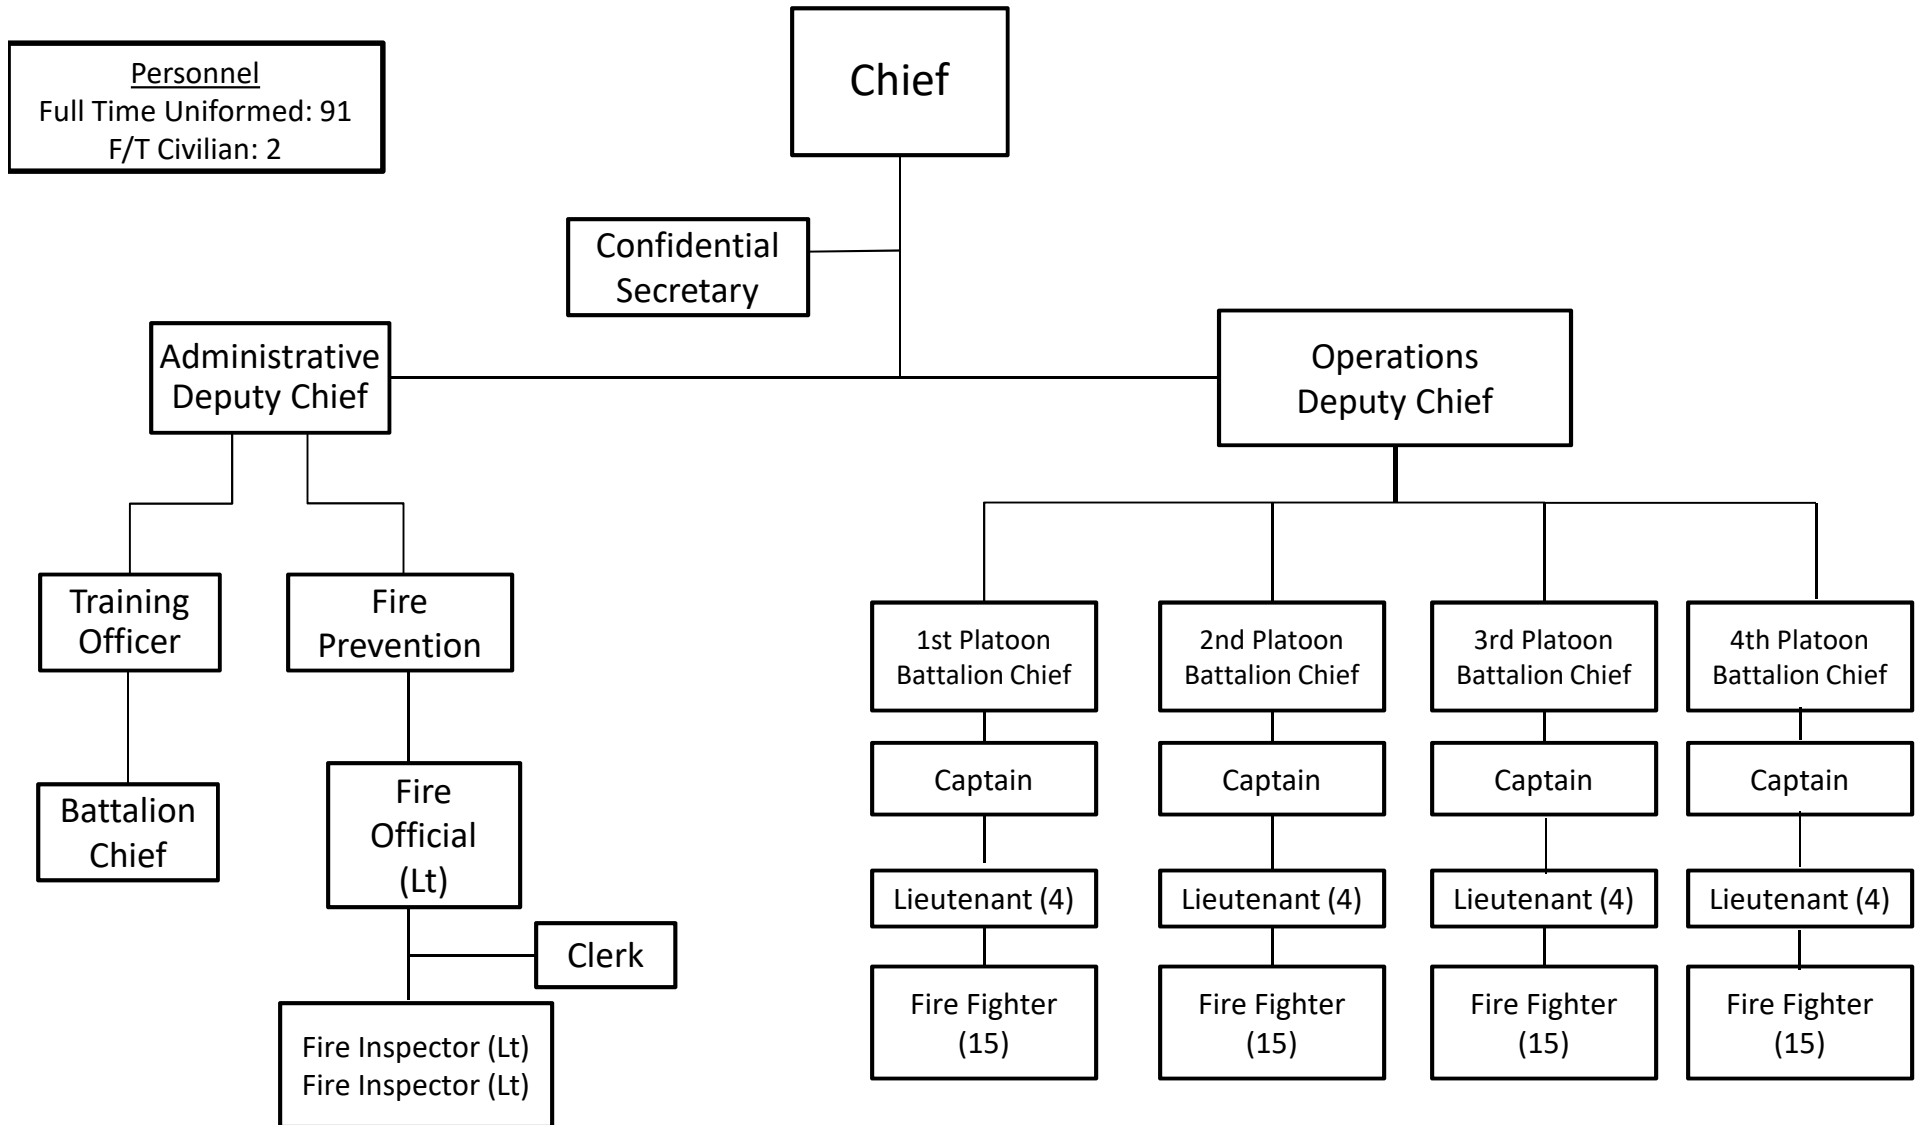 Personnel
Full Time Uniformed: 91
F/T Civilian: 2
Chief
Confidential
Secretary
Administrative
Deputy Chief
Operations
Deputy Chief
Training
Officer
Fire
Prevention
Battalion
Chief
Fire
Official
(Lt)
Clerk
Fire Inspector (Lt)
Fire Inspector (Lt)
1st Platoon
Battalion Chief
Captain
Lieutenant (4)
Fire Fighter
(15)
2nd Platoon
Battalion Chief
Captain
Lieutenant (4)
Fire Fighter
(15)
3rd Platoon
Battalion Chief
Captain
Lieutenant (4)
Fire Fighter
(15)
4th Platoon
Battalion Chief
Captain
Lieutenant (4)
Fire Fighter
(15)